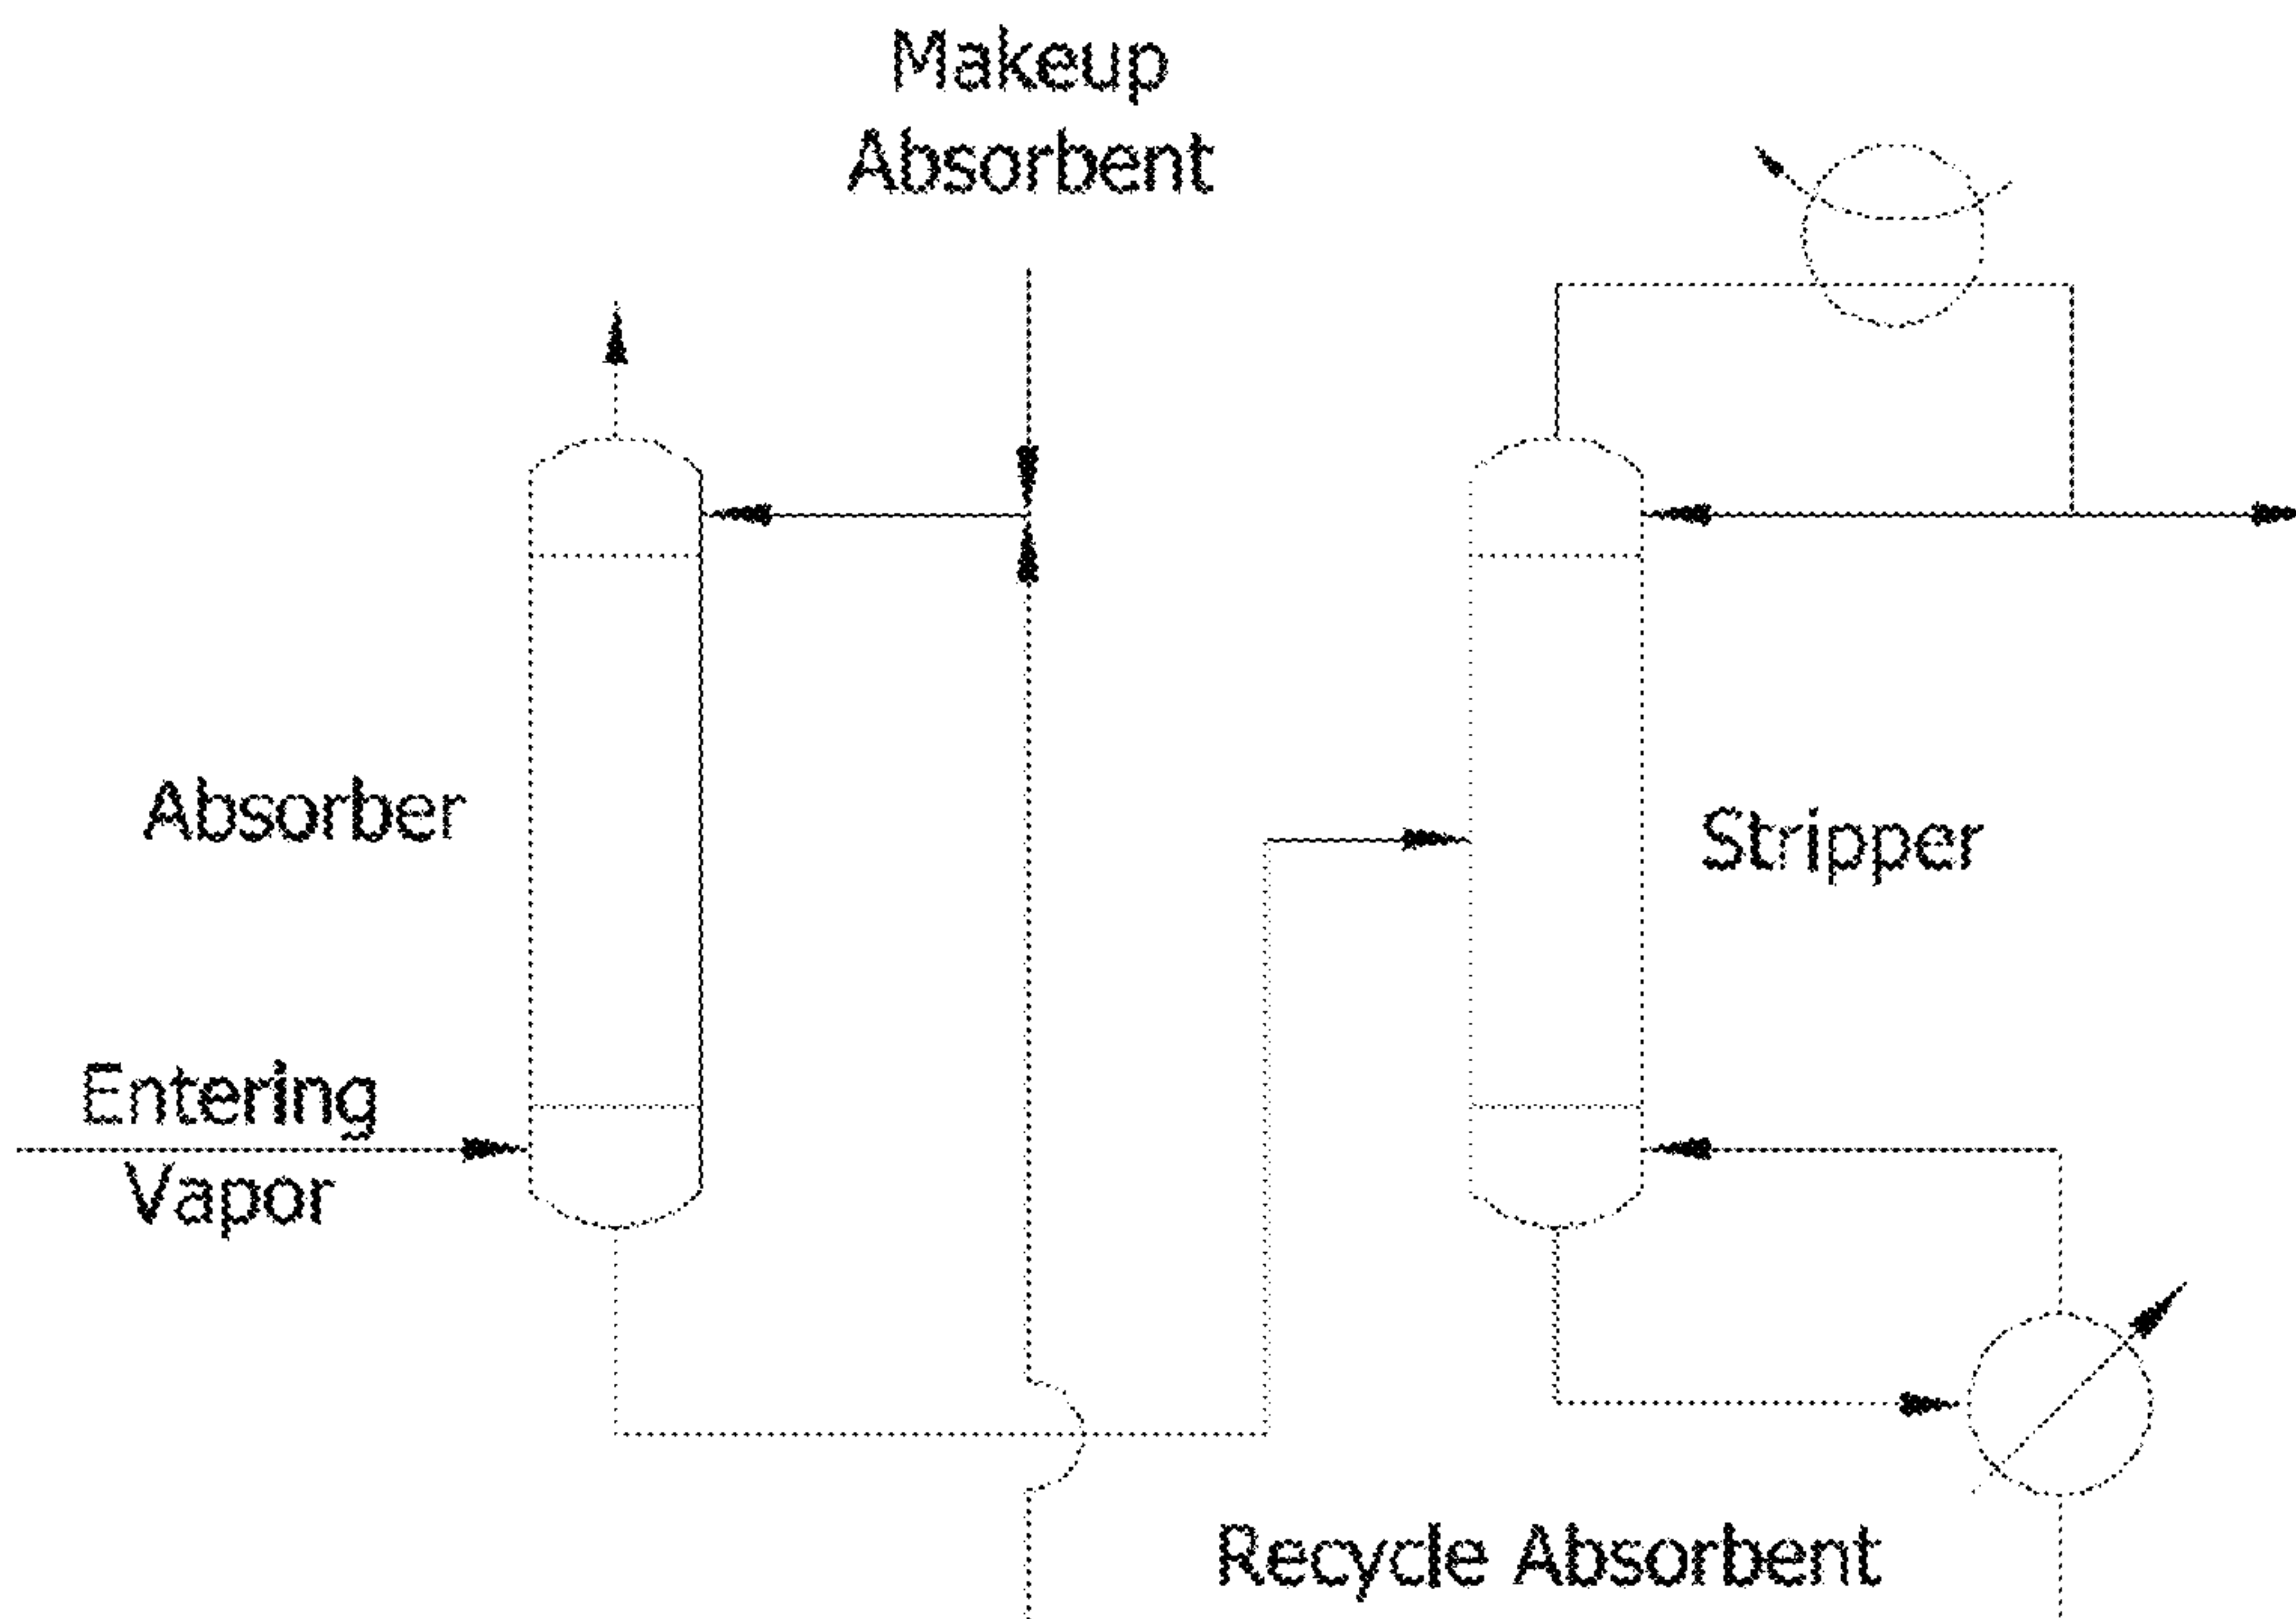 Makeup
Absorbent
Absorber
Stripper
Entering
Vapor
Recycle Absorbent